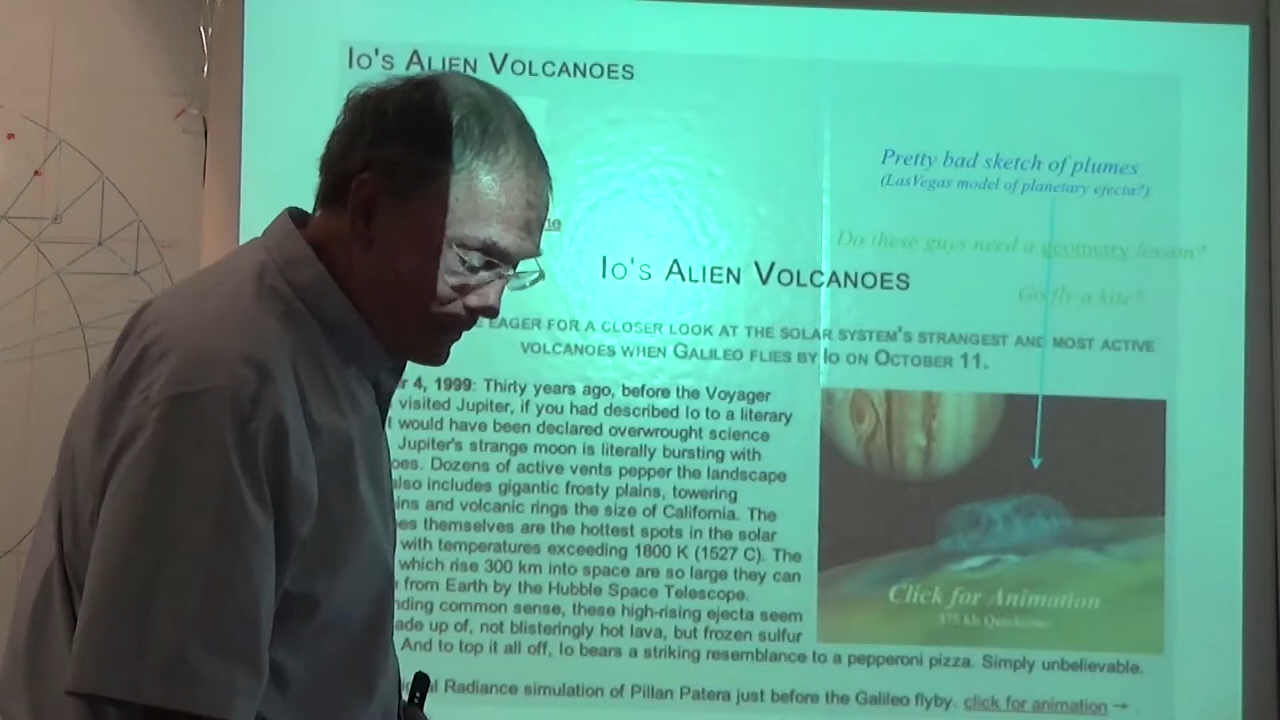 Io's Alien Volcanoes
Pretty bad sketch of plumes
(LasVegas model of planetary ejecta?)
Do these guys need a geometry lesson?
Go fly a kite?
Io's Alien Volcanoes
EAGER FOR A CLOSER LOOK AT THE SOLAR SYSTEM'S STRANGEST AND MOST ACTIVE
VOLCANOES WHEN GALILEO FLIES BY IO ON OCTOBER 11.
r 4, 1999: Thirty years ago, before the Voyager
visited Jupiter, if you had described Io to a literary
would have been declared overwrought science
Jupiter's strange moon is literally bursting with
oes. Dozens of active vents pepper the landscape
also includes gigantic frosty plains, towering
ins and volcanic rings the size of California. The
es themselves are the hottest spots in the solar
with temperatures exceeding 1800 K (1527 C). The
which rise 300 km into space are so large they can
from Earth by the Hubble Space Telescope.
nding common sense, these high-rising ejecta seem
ade up of, not blisteringly hot lava, but frozen sulfur
And to top it all off, Io bears a striking resemblance to a pepperoni pizza. Simply unbelievable.
Click for Animation
Radiance simulation of Pillan Patera just before the Galileo flyby. click for animation →